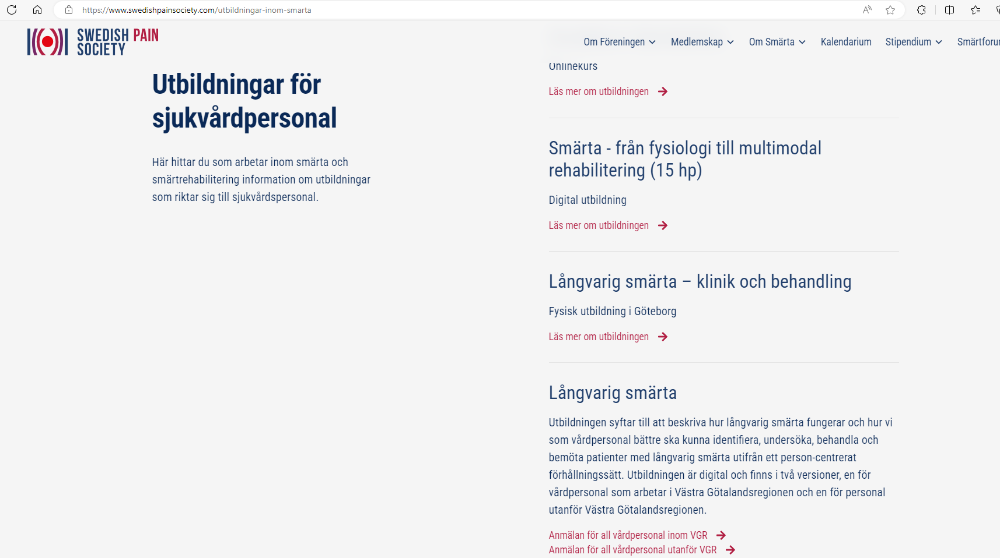 https://www.swedishpainsociety.com/utbildningar-inom-smarta
SWEDISH PAIN
SOCIETY
Om Föreningen
Medlemskap
Om Smärta
Kalendarium
Stipendium
Utbildningar för
sjukvårdpersonal
Här hittar du som arbetar inom smärta och
smärtrehabilitering information om utbildningar
som riktar sig till sjukvårdspersonal.
Onlinekurs
Läs mer om utbildningen
Smärta - från fysiologi till multimodal
rehabilitering (15 hp)
Digital utbildning
Läs mer om utbildningen
Långvarig smärta – klinik och behandling
Fysisk utbildning i Göteborg
Läs mer om utbildningen
Långvarig smärta
Utbildningen syftar till att beskriva hur långvarig smärta fungerar och hur vi
som vårdpersonal bättre ska kunna identifiera, undersöka, behandla och
bemöta patienter med långvarig smärta utifrån ett person-centrerat
förhållningssätt. Utbildningen är digital och finns i två versioner, en för
vårdpersonal som arbetar i Västra Götalandsregionen och en för personal
utanför Västra Götalandsregionen.
Anmälan för all vårdpersonal inom VGR
Anmälan för all vårdpersonal utanför VGR